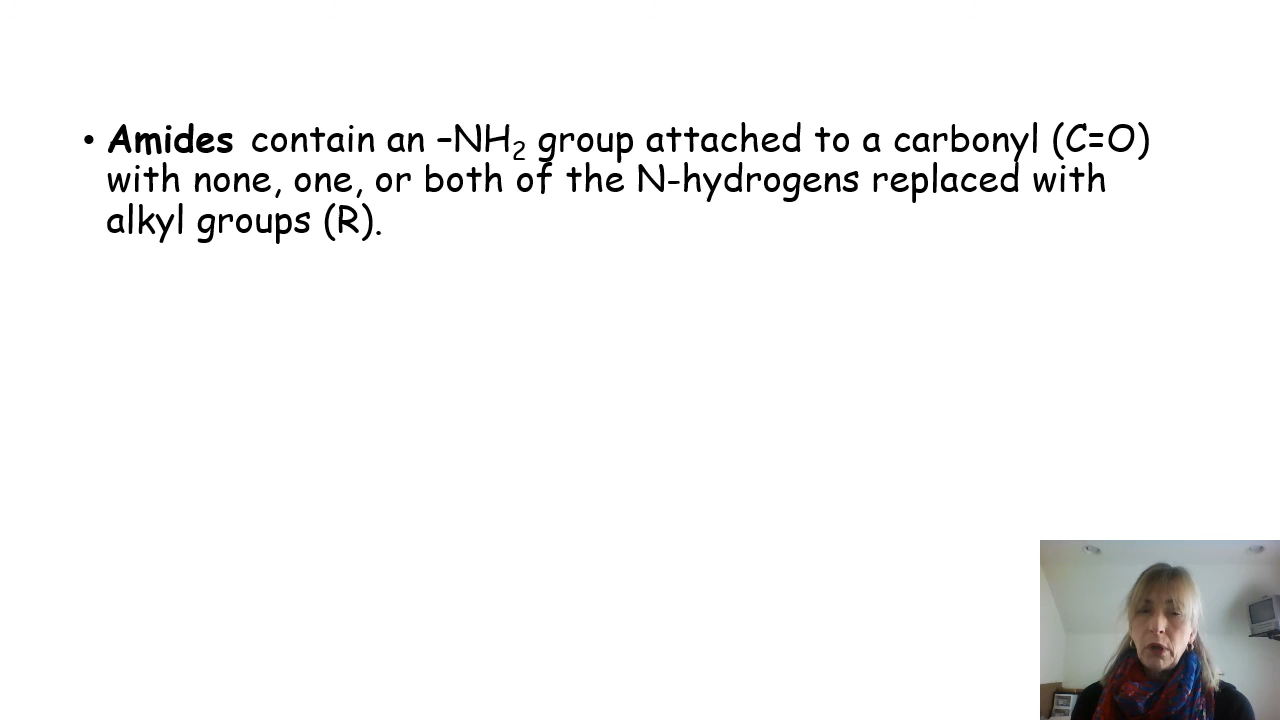 • Amides contain an –NH₂ group attached to a carbonyl (C=O)
with none, one, or both of the N-hydrogens replaced with
alkyl groups (R).